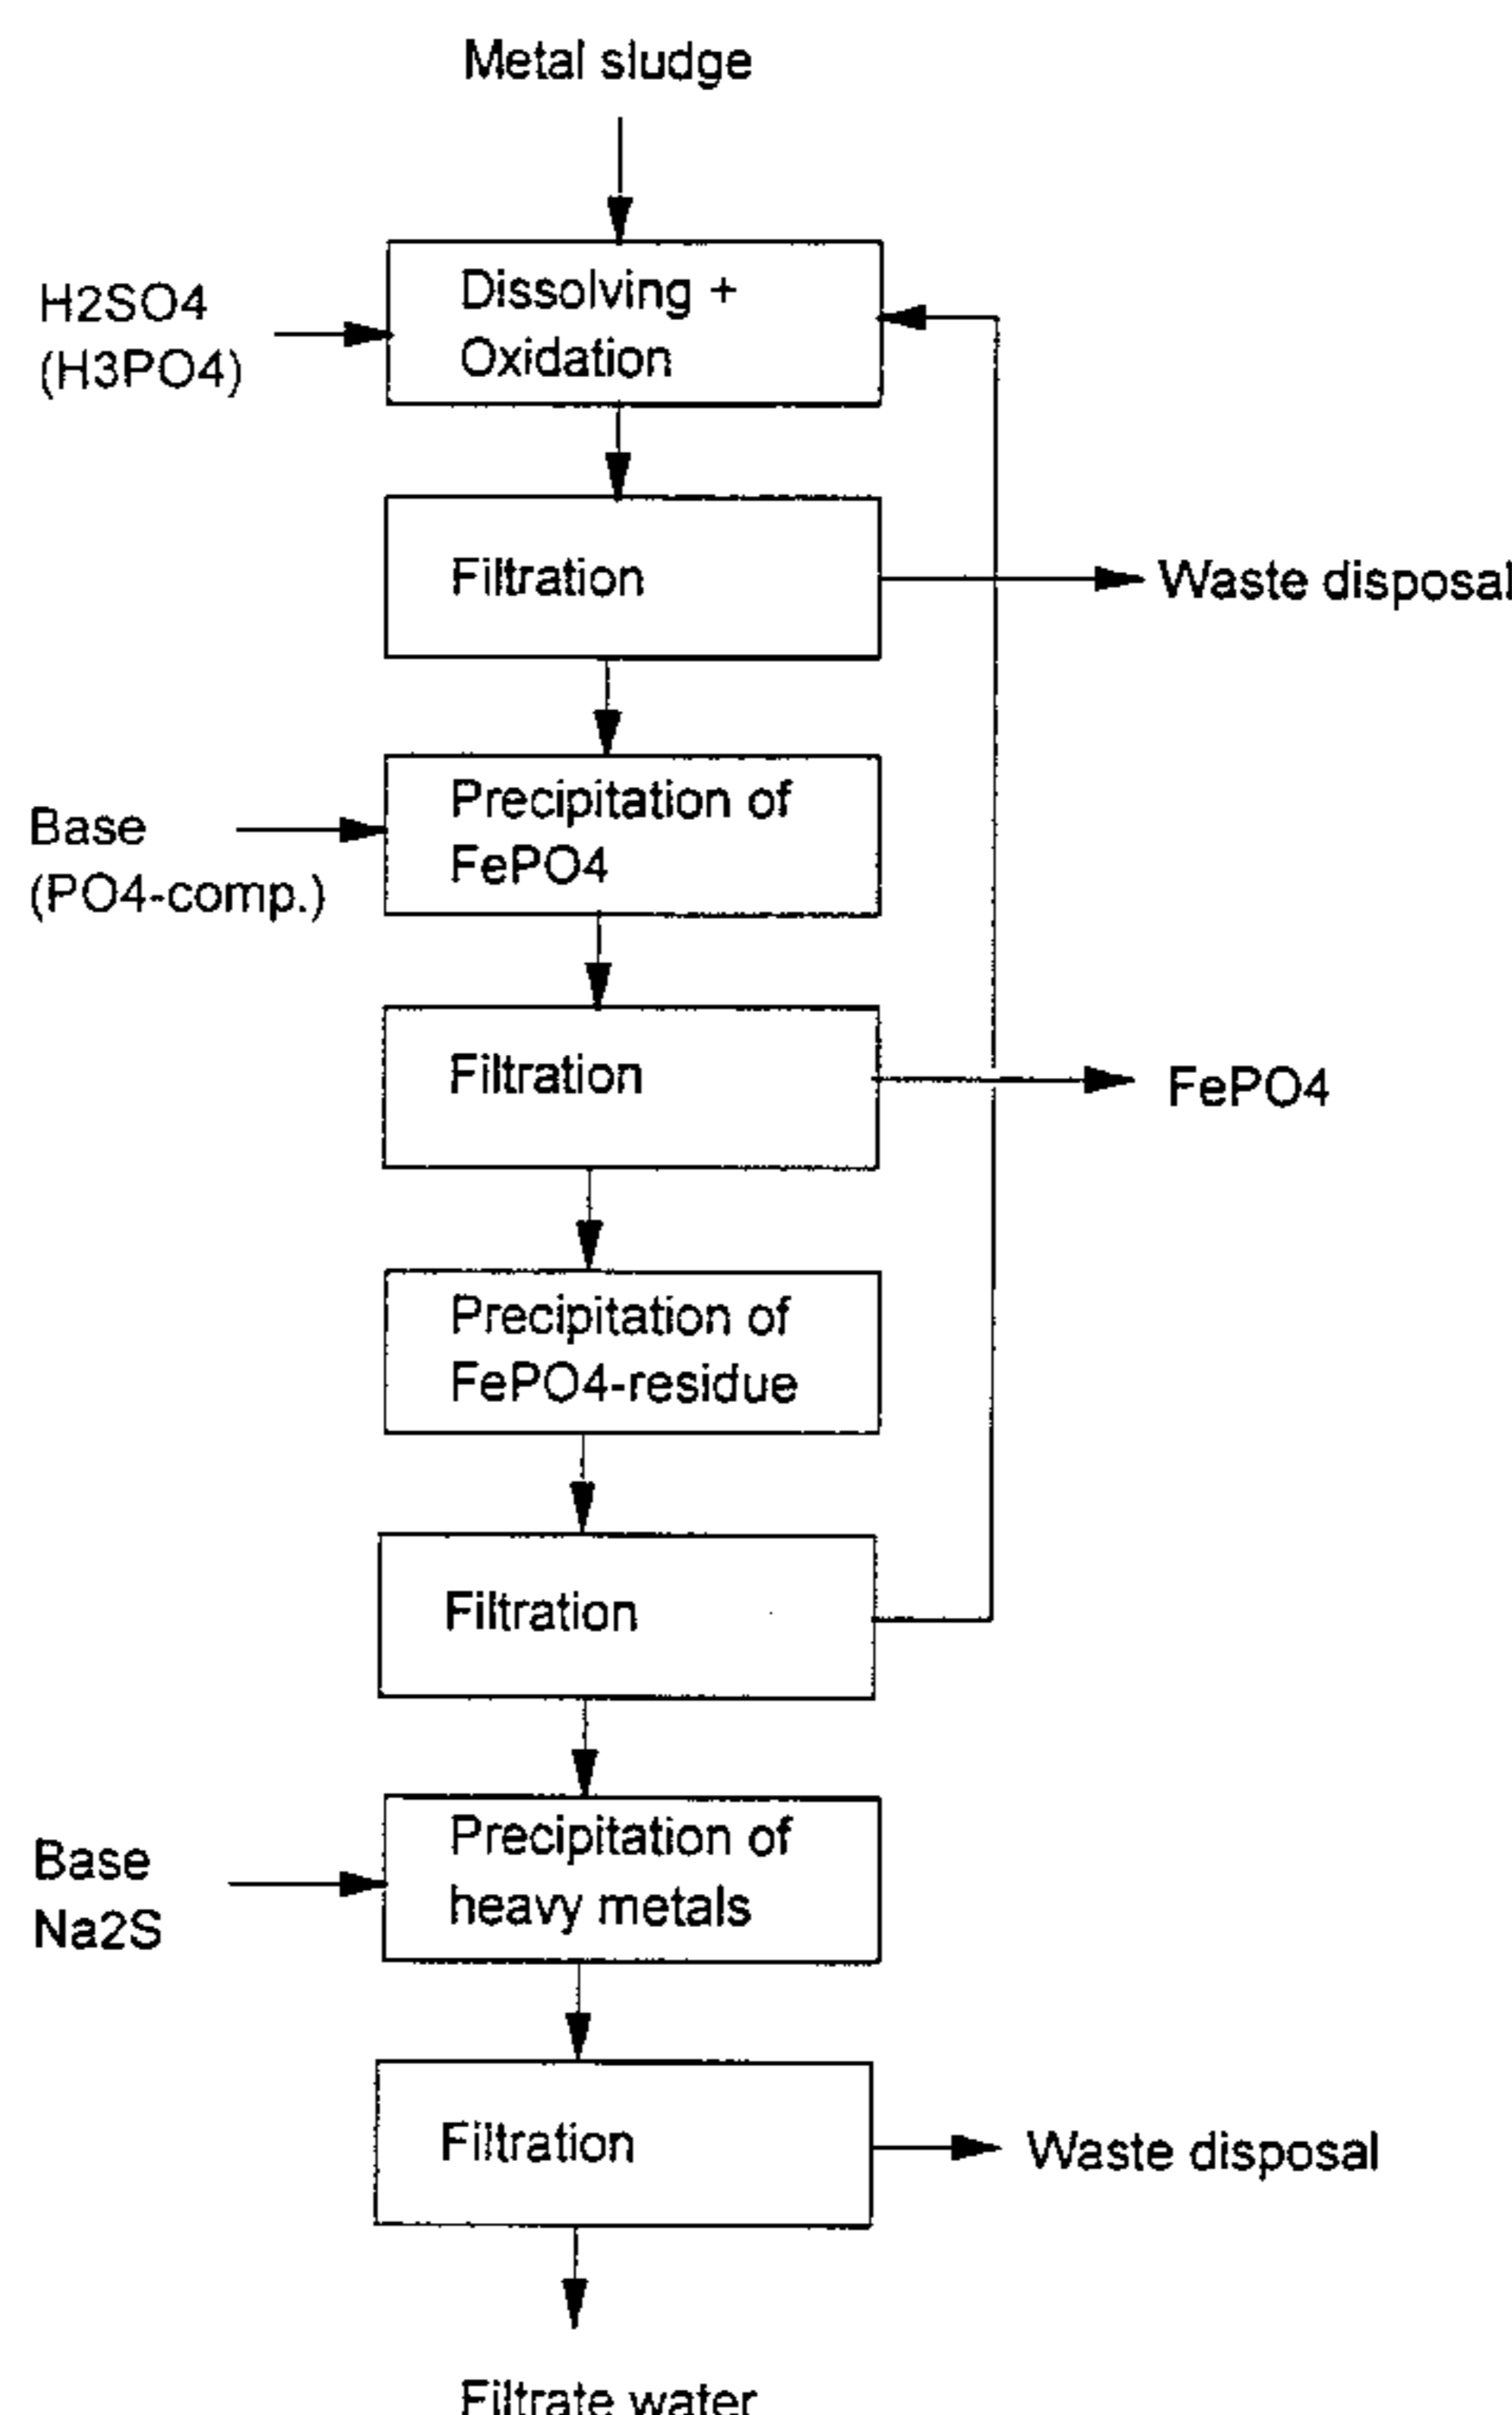 Metal sludge
H2SO4
(H3PO4)
Dissolving +
Oxidation
Filtration
Waste disposal
Base
(PO4-comp.)
Precipitation of
FePO4
Filtration
FePO4
Precipitation of
FePO4-residue
Filtration
Base
Na2S
Precipitation of
heavy metals
Filtration
Waste disposal
Filtrate water